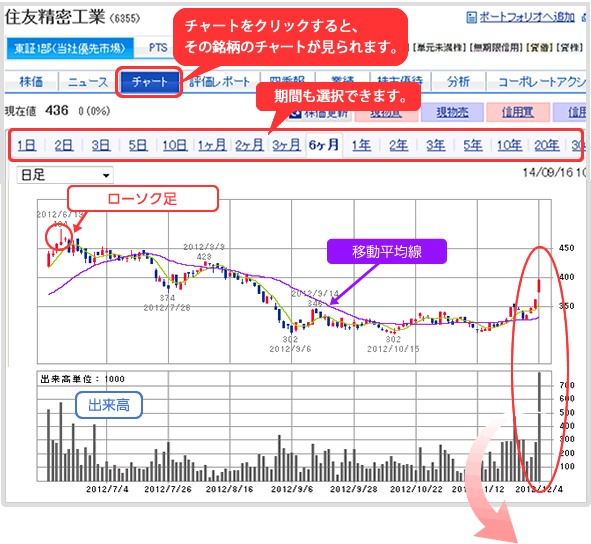 住友精密工業 (6355)
ポートフォリオへ追加
チャートをクリックすると、
その銘柄のチャートが見られます。
東証1部<当社優先市場> PTS
[単元未満株] [無期限信用] [貸借] [貸株]
株価 ニュース チャート 評価レポート 四季報 業績 株主優待 分析 コーポレートアクシ
期間も選択できます。
現在値 436 0 (0%)
株価更新 現物買 現物売 信用買 信用
1日 2日 3日 5日 10日 1ヶ月 2ヶ月 3ヶ月 6ヶ月 1年 2年 3年 5年 10年 20年 30
日足
14/09/16 10
ローソク足
2012/6/19
2012/9/14
346
移動平均線
428
374
2012/7/26
302
2012/9/6
302
2012/10/15
450
400
350
出来高単位:1000
出来高
700
600
500
400
300
200
100
2012/7/4 2012/7/26 2012/8/16 2012/9/6 2012/9/28 2012/10/22 2012/11/12 2012/12/4